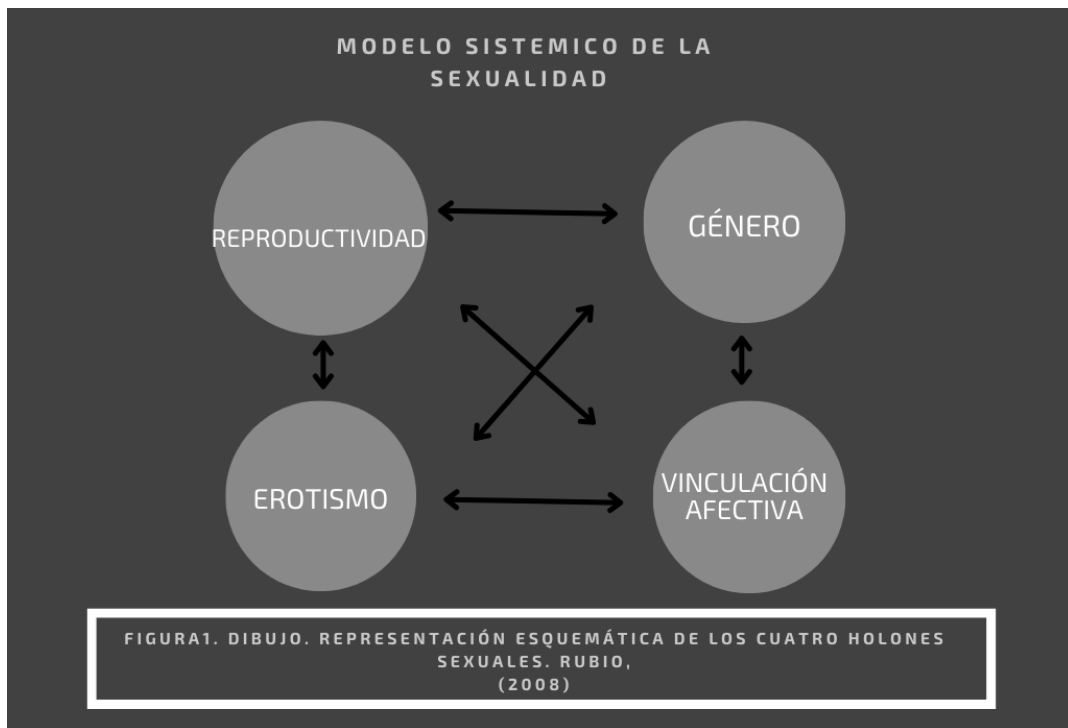 MODELO SISTEMICO DE LA
SEXUALIDAD
REPRODUCTIVIDAD
GÉNERO
EROTISMO
VINCULACIÓN
AFECTIVA
FIGURA1. DIBUJO. REPRESENTACIÓN ESQUEMÁTICA DE LOS CUATRO HOLONES
SEXUALES. RUBIO,
(2008)